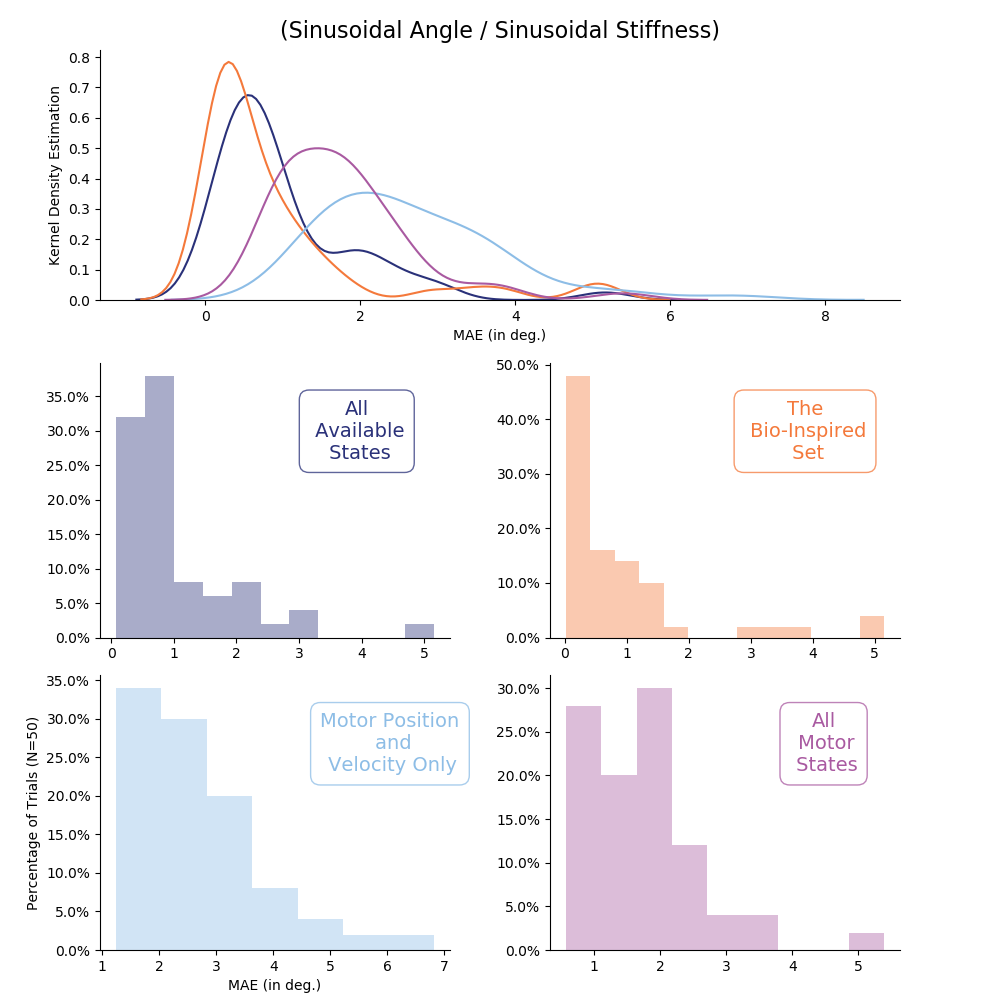 (Sinusoidal Angle / Sinusoidal Stiffness)
Kernel Density Estimation
0.8
0.7
0.6
0.5
0.4
0.3
0.2
0.1
0.0
0 2 4 6 8
MAE (in deg.)
35.0%
30.0%
25.0%
20.0%
15.0%
10.0%
5.0%
0.0%
All
Available
States
0 1 2 3 4 5
50.0%
40.0%
30.0%
20.0%
10.0%
0.0%
The
Bio-Inspired
Set
0 1 2 3 4 5
Percentage of Trials (N=50)
35.0%
30.0%
25.0%
20.0%
15.0%
10.0%
5.0%
0.0%
Motor Position
and
Velocity Only
1 2 3 4 5 6 7
MAE (in deg.)
30.0%
25.0%
20.0%
15.0%
10.0%
5.0%
0.0%
All
Motor
States
1 2 3 4 5